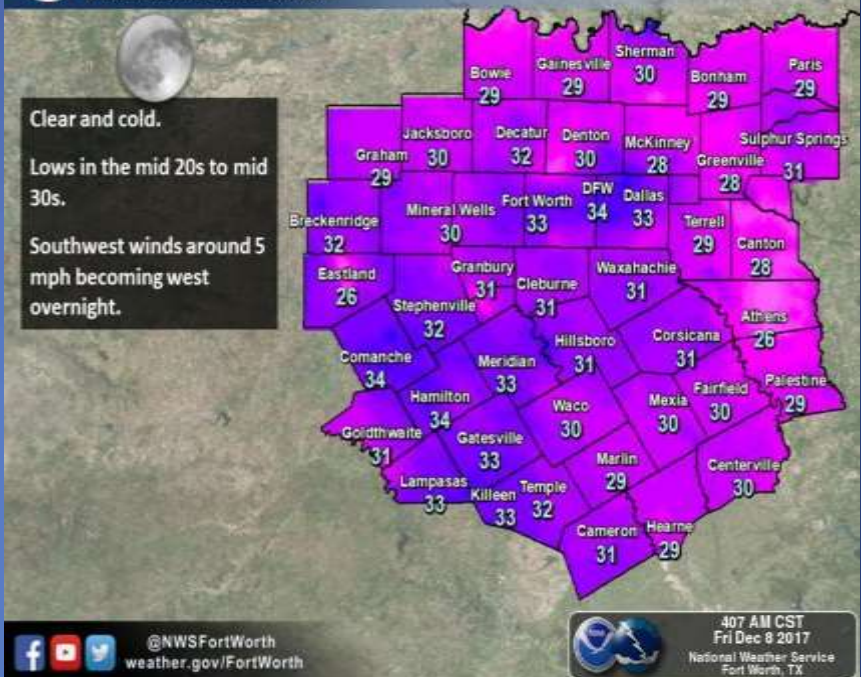 Clear and cold.
Lows in the mid 20s to mid
30s.
Southwest winds around 5
mph becoming west
overnight.
Bowie
29
Gainesville
29
Sherman
30
Bonham
29
Paris
29
Graham
29
Jacksboro
30
Decatur
32
Denton
30
McKinney
28
Greenville
28
Sulphur Springs
31
Breckenridge
32
Mineral Wells
30
Fort Worth
33
DFW
34
Dallas
33
Terrell
29
Canton
28
Eastland
26
Stephenville
32
Granbury
31
Cleburne
31
Waxahachie
31
Athens
26
Comanche
34
Hamilton
34
Meridian
33
Hillsboro
31
Corsicana
31
Palestine
29
Goldthwaite
31
Gatesville
33
Waco
30
Mexia
30
Fairfield
30
Lampasas
33
Killeen
33
Temple
32
Marlin
29
Centerville
30
Cameron
31
Hearne
29
@NWSFortWorth
weather.gov/FortWorth
407 AM CST
Fri Dec 8 2017
National Weather Service
Fort Worth, TX